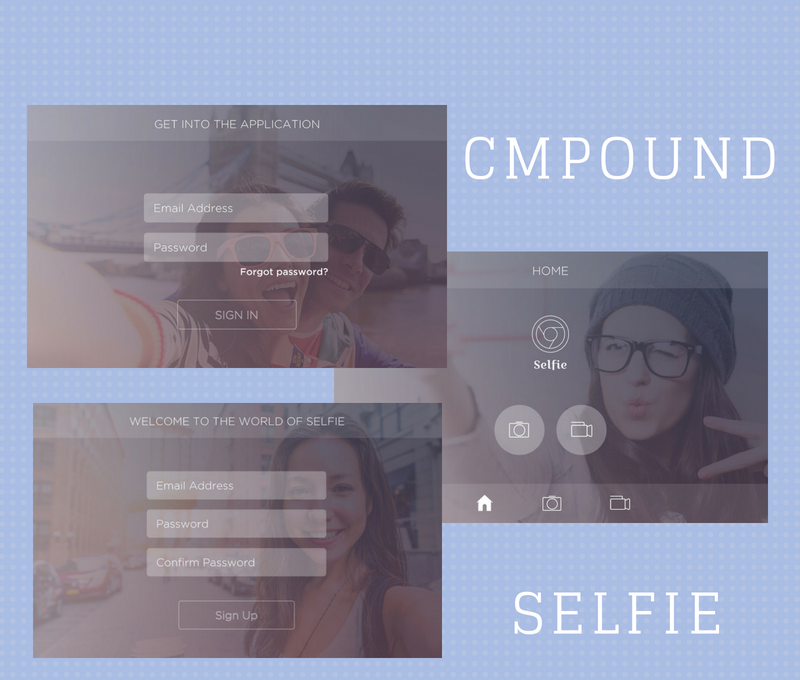 GET INTO THE APPLICATION
Email Address
Password
Forgot password?
SIGN IN
CMPOUND
HOME
Selfie
WELCOME TO THE WORLD OF SELFIE
Email Address
Password
Confirm Password
Sign Up
SELFIE